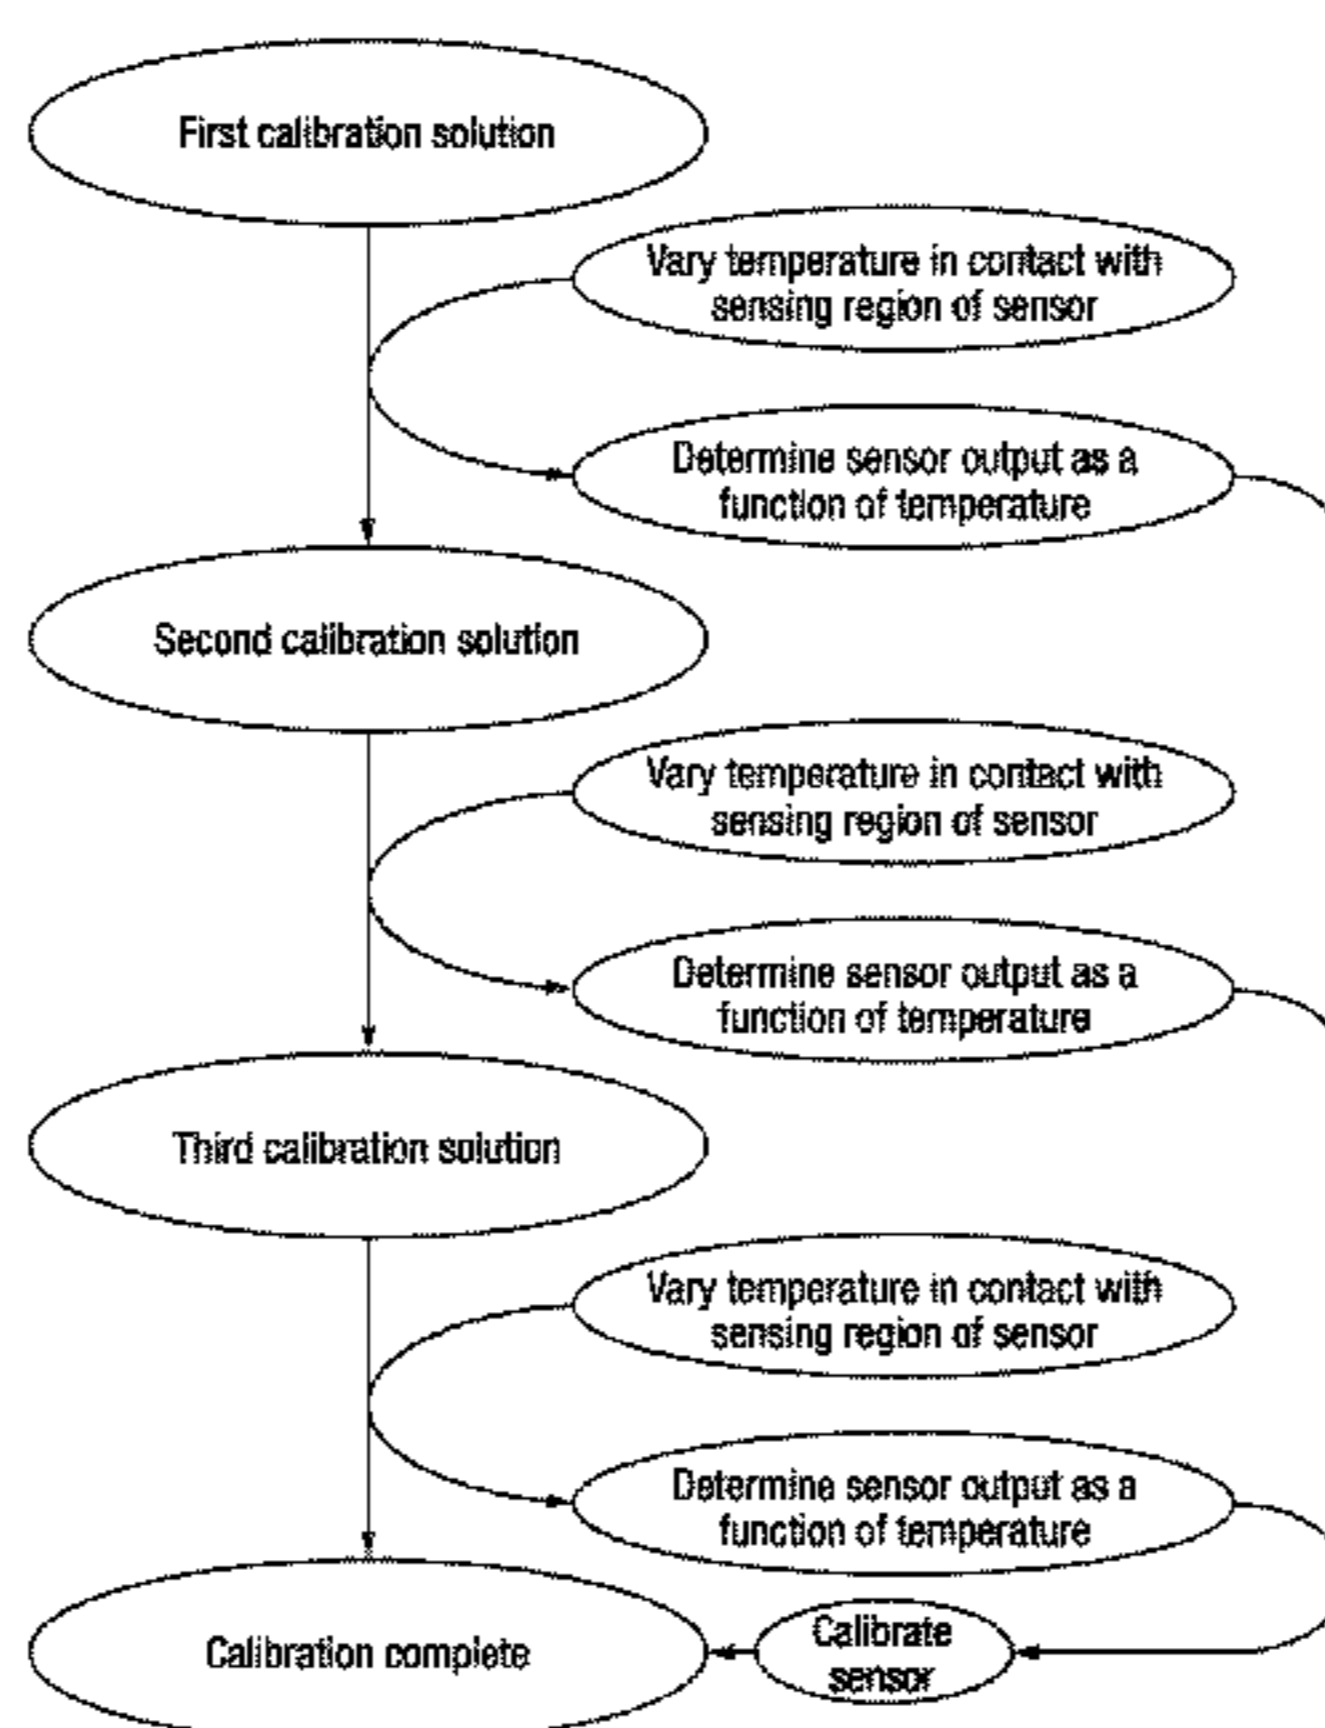 First calibration solution
Vary temperature in contact with
sensing region of sensor
Determine sensor output as a
function of temperature
Second calibration solution
Vary temperature in contact with
sensing region of sensor
Determine sensor output as a
function of temperature
Third calibration solution
Vary temperature in contact with
sensing region of sensor
Determine sensor output as a
function of temperature
Calibrate
sensor
Calibration complete